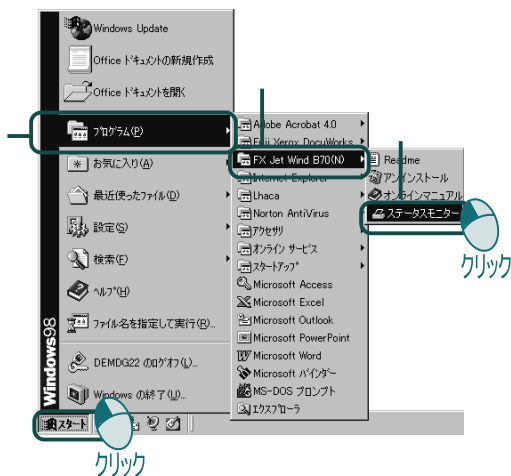 Windows Update
Office ﾄﾞｷｭﾒﾝﾄの新規作成
Office ﾄﾞｷｭﾒﾝﾄを開く
ﾌﾟﾛｸﾞﾗﾑ(P)
お気に入り(A)
最近使ったﾌｧｲﾙ(D)
設定(S)
検索(F)
ﾍﾙﾌﾟ(H)
ﾌｧｲﾙ名を指定して実行(R)...
DEMDG22 のﾛｸﾞｵﾌ(L)...
Windows の終了(U)...
Windows98
スタート
クリック
Adobe Acrobat 4.0
Fuji Xerox DocuWorks
FX Jet Wind B70(N)
Internet Explorer
Lhaca
Norton AntiVirus
ｱｸｾｻﾘ
ｵﾝﾗｲﾝ ｻｰﾋﾞｽ
ｽﾀｰﾄｱｯﾌﾟ
Microsoft Access
Microsoft Excel
Microsoft Outlook
Microsoft PowerPoint
Microsoft Word
Microsoft ﾊﾞｲﾝﾀﾞｰ
MS-DOS プロンプト
ｴｸｽﾌﾟﾛｰﾗ
Readme
アンインストール
オンラインマニュアル
ステータスモニター
クリック